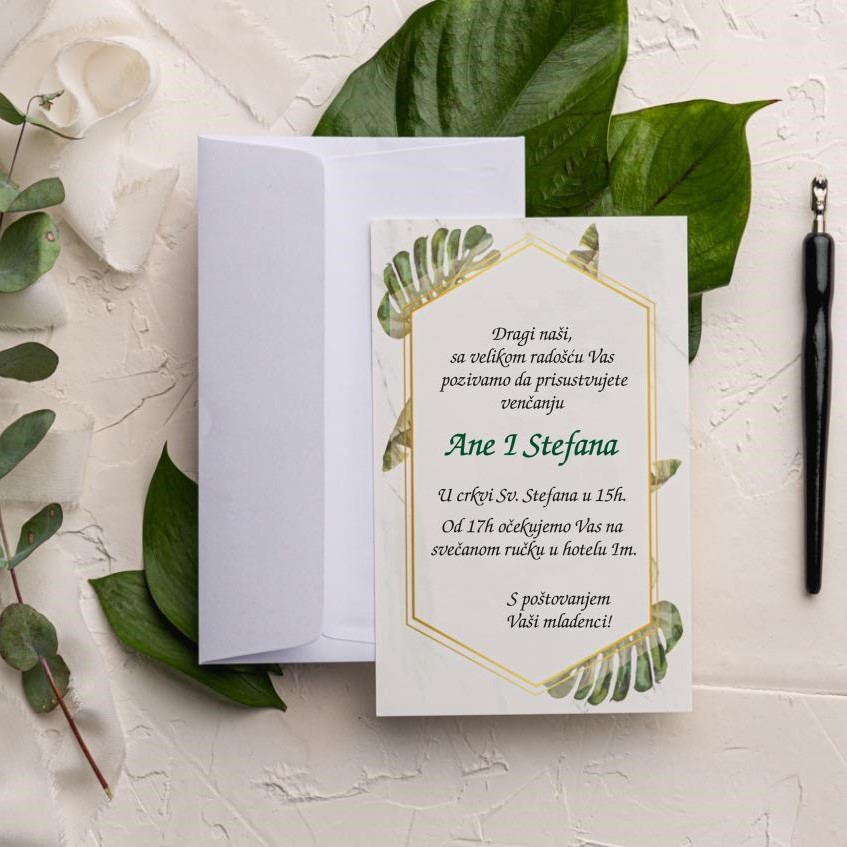 Dragi naši,
sa velikom radošću Vas
pozivamo da prisustvujete
venčanju
Ane I Stefana
U crkvi Sv. Stefana u 15h.
Od 17h očekujemo Vas na
svečanom ručku u hotelu Im.
S poštovanjem
Vaši mladenci!